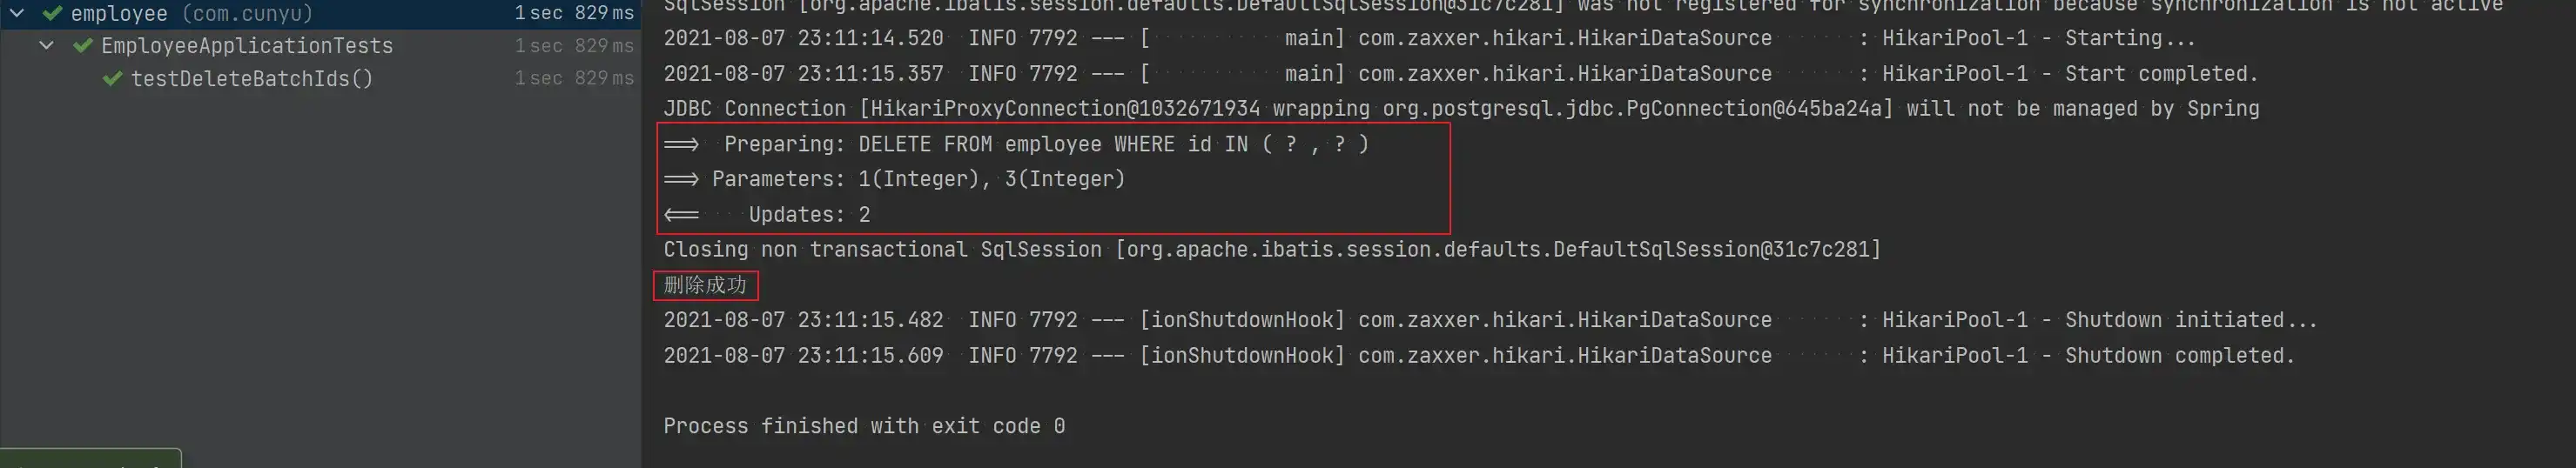 employee (com.cunyu) 1 sec 829 ms
EmployeeApplicationTests 1 sec 829 ms
testDeleteBatchIds() 1 sec 829 ms
SqlSession [org.apache.ibatis.session.defaults.DefaultSqlSession@31c7c281] was not registered for synchronization because synchronization is not active
2021-08-07 23:11:14.520  INFO 7792 --- [           main] com.zaxxer.hikari.HikariDataSource       : HikariPool-1 - Starting...
2021-08-07 23:11:15.357  INFO 7792 --- [           main] com.zaxxer.hikari.HikariDataSource       : HikariPool-1 - Start completed.
JDBC Connection [HikariProxyConnection@1032671934 wrapping org.postgresql.jdbc.PgConnection@645ba24a] will not be managed by Spring
==>  Preparing: DELETE FROM employee WHERE id IN ( ? , ? )
==> Parameters: 1(Integer), 3(Integer)
<==    Updates: 2
Closing non transactional SqlSession [org.apache.ibatis.session.defaults.DefaultSqlSession@31c7c281]
删除成功
2021-08-07 23:11:15.482  INFO 7792 --- [ionShutdownHook] com.zaxxer.hikari.HikariDataSource       : HikariPool-1 - Shutdown initiated...
2021-08-07 23:11:15.609  INFO 7792 --- [ionShutdownHook] com.zaxxer.hikari.HikariDataSource       : HikariPool-1 - Shutdown completed.
Process finished with exit code 0